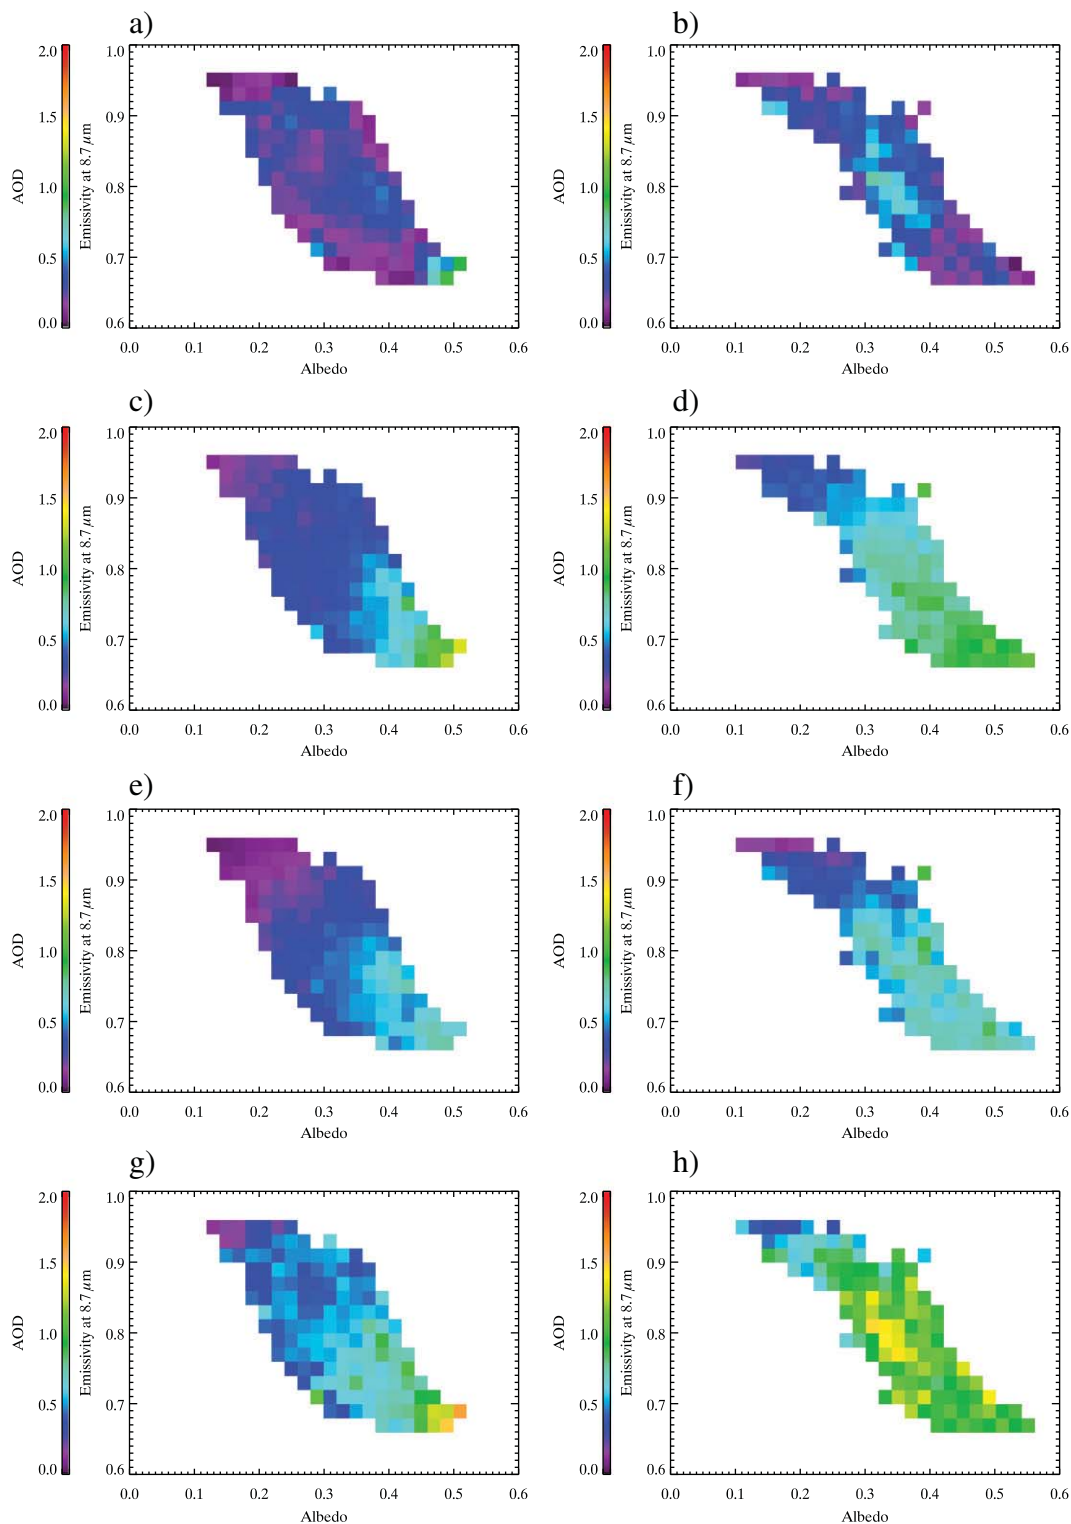 a) b)
2.0 1.0 2.0 1.0
1.5 0.9 1.5 0.9
AOD 1.0 Emissivity at 8.7 µm 0.8 AOD 1.0 Emissivity at 8.7 µm 0.8
0.5 0.7 0.5 0.7
0.0 0.6 0.0 0.6
0.0 0.1 0.2 0.3 0.4 0.5 0.6 0.0 0.1 0.2 0.3 0.4 0.5 0.6
Albedo Albedo
c) d)
2.0 1.0 2.0 1.0
1.5 0.9 1.5 0.9
AOD 1.0 Emissivity at 8.7 µm 0.8 AOD 1.0 Emissivity at 8.7 µm 0.8
0.5 0.7 0.5 0.7
0.0 0.6 0.0 0.6
0.0 0.1 0.2 0.3 0.4 0.5 0.6 0.0 0.1 0.2 0.3 0.4 0.5 0.6
Albedo Albedo
e) f)
2.0 1.0 2.0 1.0
1.5 0.9 1.5 0.9
AOD 1.0 Emissivity at 8.7 µm 0.8 AOD 1.0 Emissivity at 8.7 µm 0.8
0.5 0.7 0.5 0.7
0.0 0.6 0.0 0.6
0.0 0.1 0.2 0.3 0.4 0.5 0.6 0.0 0.1 0.2 0.3 0.4 0.5 0.6
Albedo Albedo
g) h)
2.0 1.0 2.0 1.0
1.5 0.9 1.5 0.9
AOD 1.0 Emissivity at 8.7 µm 0.8 AOD 1.0 Emissivity at 8.7 µm 0.8
0.5 0.7 0.5 0.7
0.0 0.6 0.0 0.6
0.0 0.1 0.2 0.3 0.4 0.5 0.6 0.0 0.1 0.2 0.3 0.4 0.5 0.6
Albedo Albedo